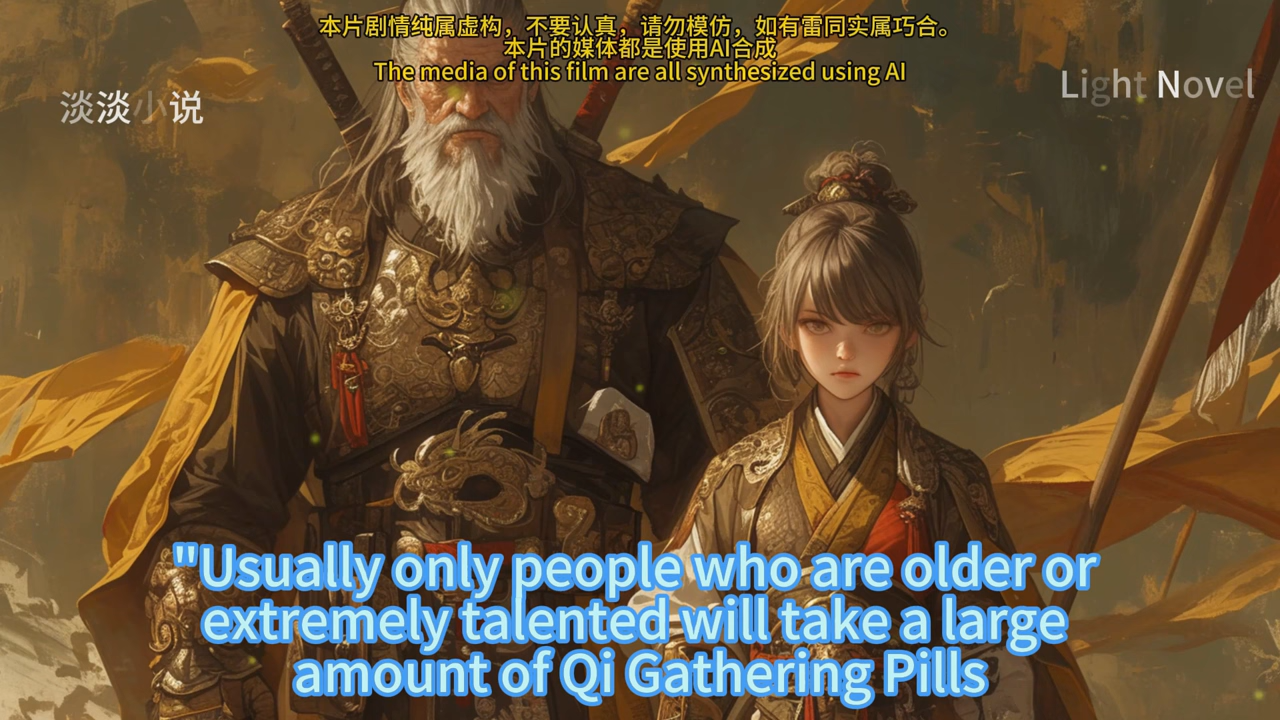 本片剧情纯属虚构，不要认真，请勿模仿，如有雷同实属巧合。
本片的媒体都是使用AI合成
The media of this film are all synthesized using AI
淡淡小说
Light Novel
"Usually only people who are older or
extremely talented will take a large
amount of Qi Gathering Pills